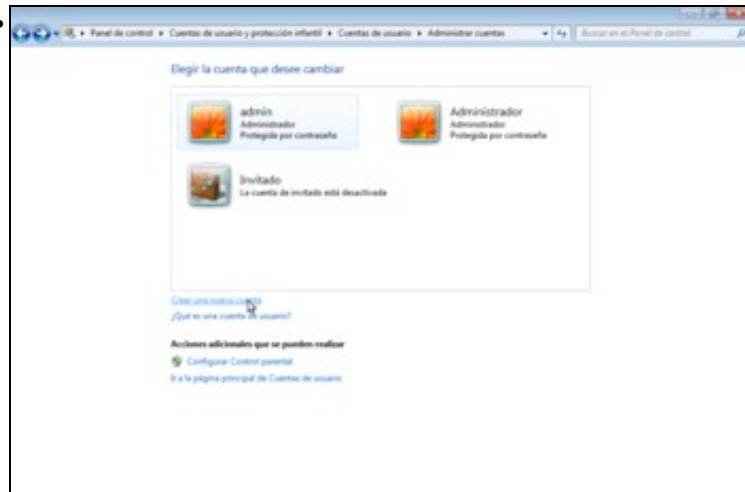 Panel de control ▸ Cuentas de usuario y protección infantil ▸ Cuentas de usuario ▸ Administrar cuentas
Buscar en el Panel de control
Elegir la cuenta que desee cambiar
admin
Administrador
Protegida por contraseña
Administrador
Administrador
Protegida por contraseña
Invitado
La cuenta de invitado está desactivada
Crear una nueva cuenta
¿Qué es una cuenta de usuario?
Acciones adicionales que se pueden realizar
Configurar Control parental
Ir a la página principal de Cuentas de usuario